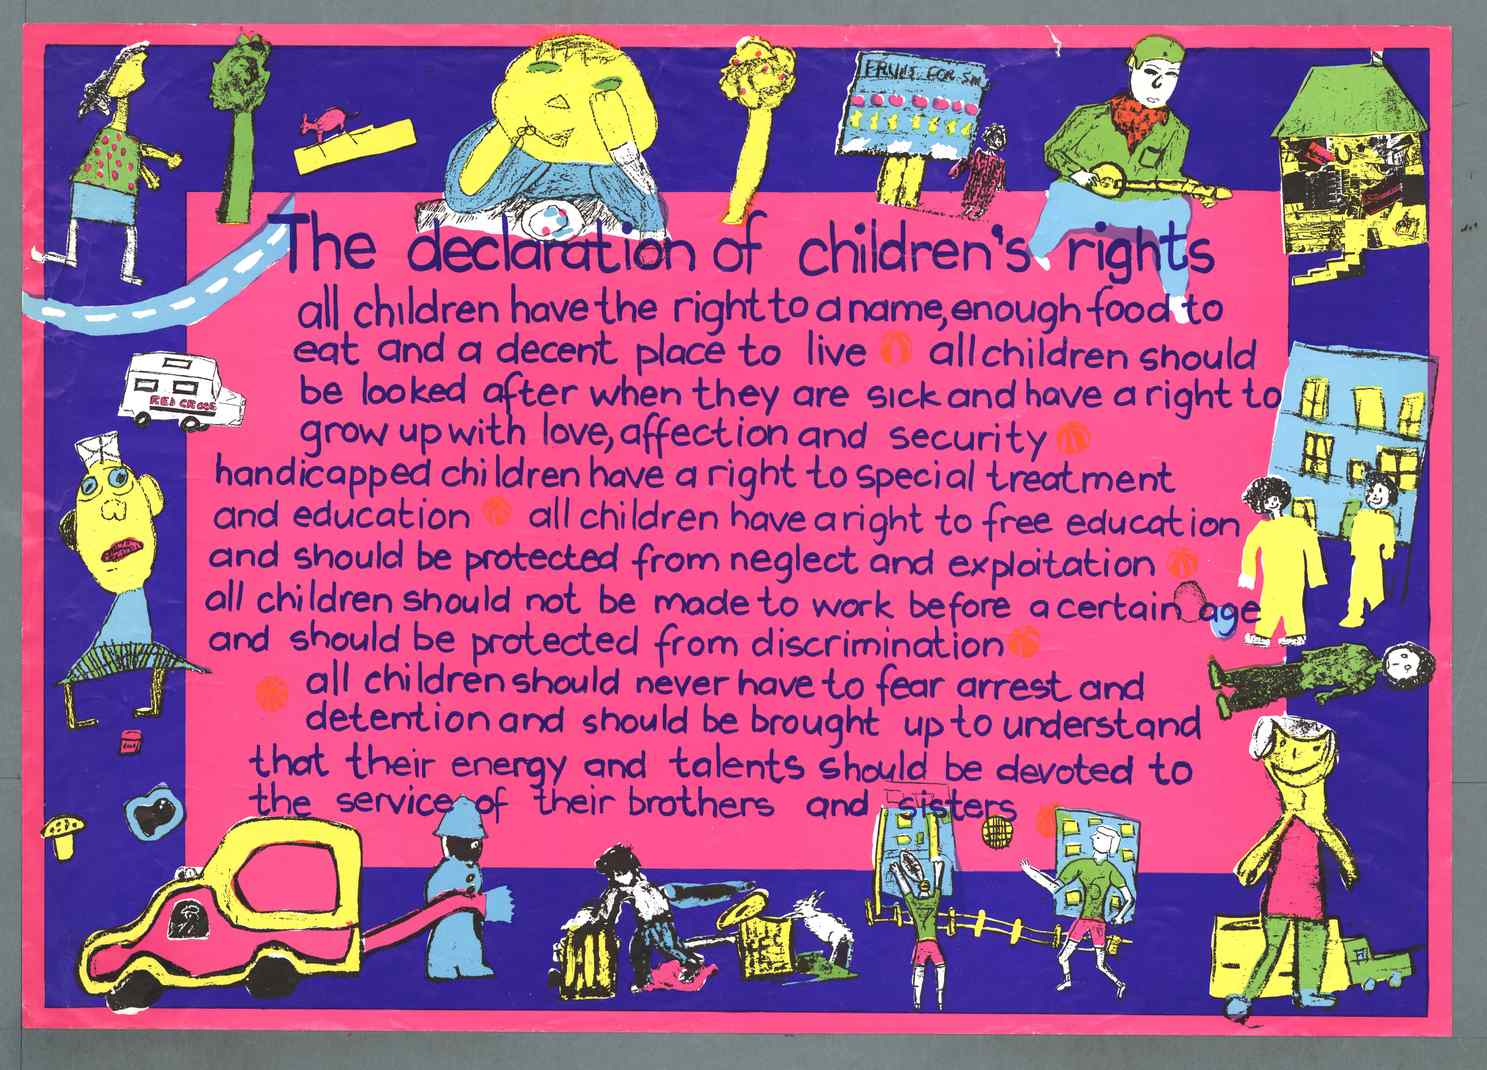 FRUIT FOR
The declaration of children's rights
all children have the right to a name, enough food to
eat and a decent place to live all children should
be looked after when they are sick and have a right to
grow up with love, affection and security
handicapped children have a right to special treatment
and education all children have a right to free education
and should be protected from neglect and exploitation
all children should not be made to work before a certain age
and should be protected from discrimination
all children should never have to fear arrest and
detention and should be brought up to understand
that their energy and talents should be devoted to
the service of their brothers and sisters
RED CROSS